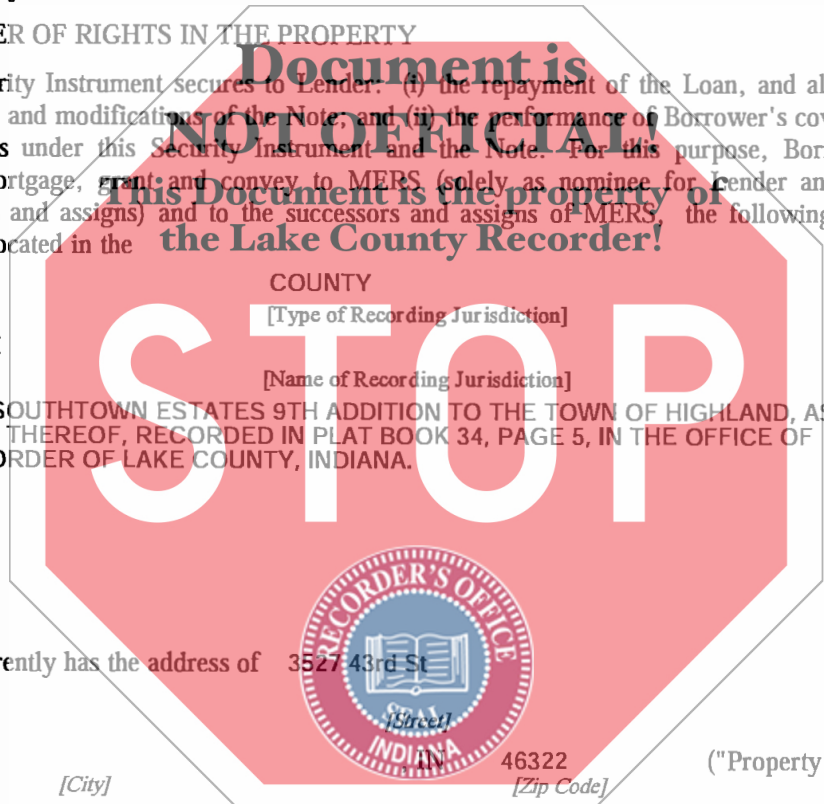 ER OF RIGHTS IN THE PROPERTY
Document is
rity Instrument secures to Lender: (i) the repayment of the Loan, and al
and modifications of the Note; and (ii) the performance of Borrower's cov
NOT OFFICIAL!
s under this Security Instrument and the Note. For this purpose, Bor
ortgage, grant and convey to MERS (solely as nominee for Lender an
This Document is the property of
and assigns) and to the successors and assigns of MERS, the following
ocated in the
the Lake County Recorder!
COUNTY
[Type of Recording Jurisdiction]
[Name of Recording Jurisdiction]
STOP
SOUTHTOWN ESTATES 9TH ADDITION TO THE TOWN OF HIGHLAND, AS
THEREOF, RECORDED IN PLAT BOOK 34, PAGE 5, IN THE OFFICE OF
ORDER OF LAKE COUNTY, INDIANA.
RECORDER'S OFFICE
rently has the address of 3527 43rd St
SEAL
[Street]
INDIANA
, IN 46322 ("Property
[City] [Zip Code]